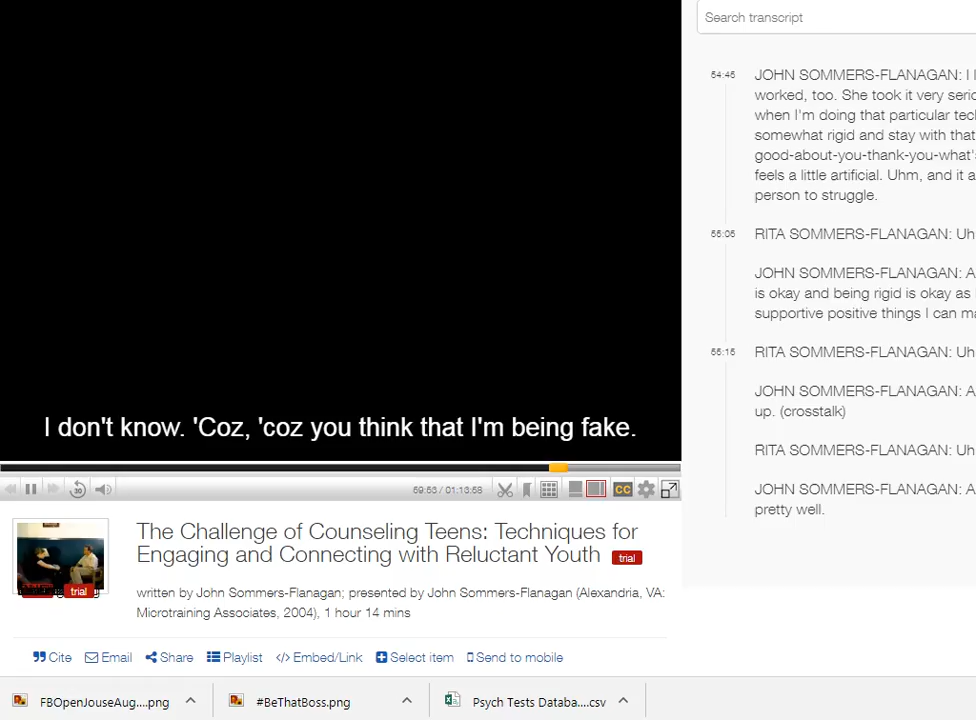 Search transcript
54:45
JOHN SOMMERS-FLANAGAN: I
worked, too. She took it very
when I'm doing that particular
somewhat rigid and stay with that
good-about-you-thank-you-what's
feels a little artificial. Uhm, and it a
person to struggle.
55:05
RITA SOMMERS-FLANAGAN: Uh
JOHN SOMMERS-FLANAGAN: A
is okay and being rigid is okay as
supportive positive things I can
55:15
RITA SOMMERS-FLANAGAN: Uh
JOHN SOMMERS-FLANAGAN: A
up. (crosstalk)
RITA SOMMERS-FLANAGAN: Uh
JOHN SOMMERS-FLANAGAN: A
pretty well.
I don't know. 'Coz, 'coz you think that I'm being fake.
30
59:53 / 01:13:58
CC
The Challenge of Counseling Teens: Techniques for
Engaging and Connecting with Reluctant Youth trial
trial
written by John Sommers-Flanagan; presented by John Sommers-Flanagan (Alexandria, VA:
Microtraining Associates, 2004), 1 hour 14 mins
Cite Email Share Playlist Embed/Link Select item Send to mobile
FBOpenJouseAug....png #BeThatBoss.png Psych Tests Databa....csv